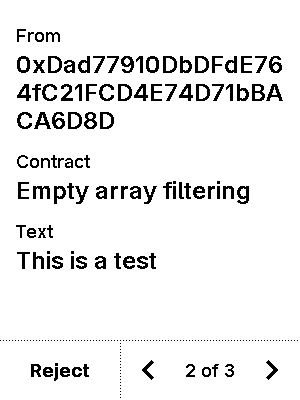 From
0xDad77910DbDFdE76
4fC21FCD4E74D71bBA
CA6D8D
Contract
Empty array filtering
Text
This is a test
Reject
2 of 3